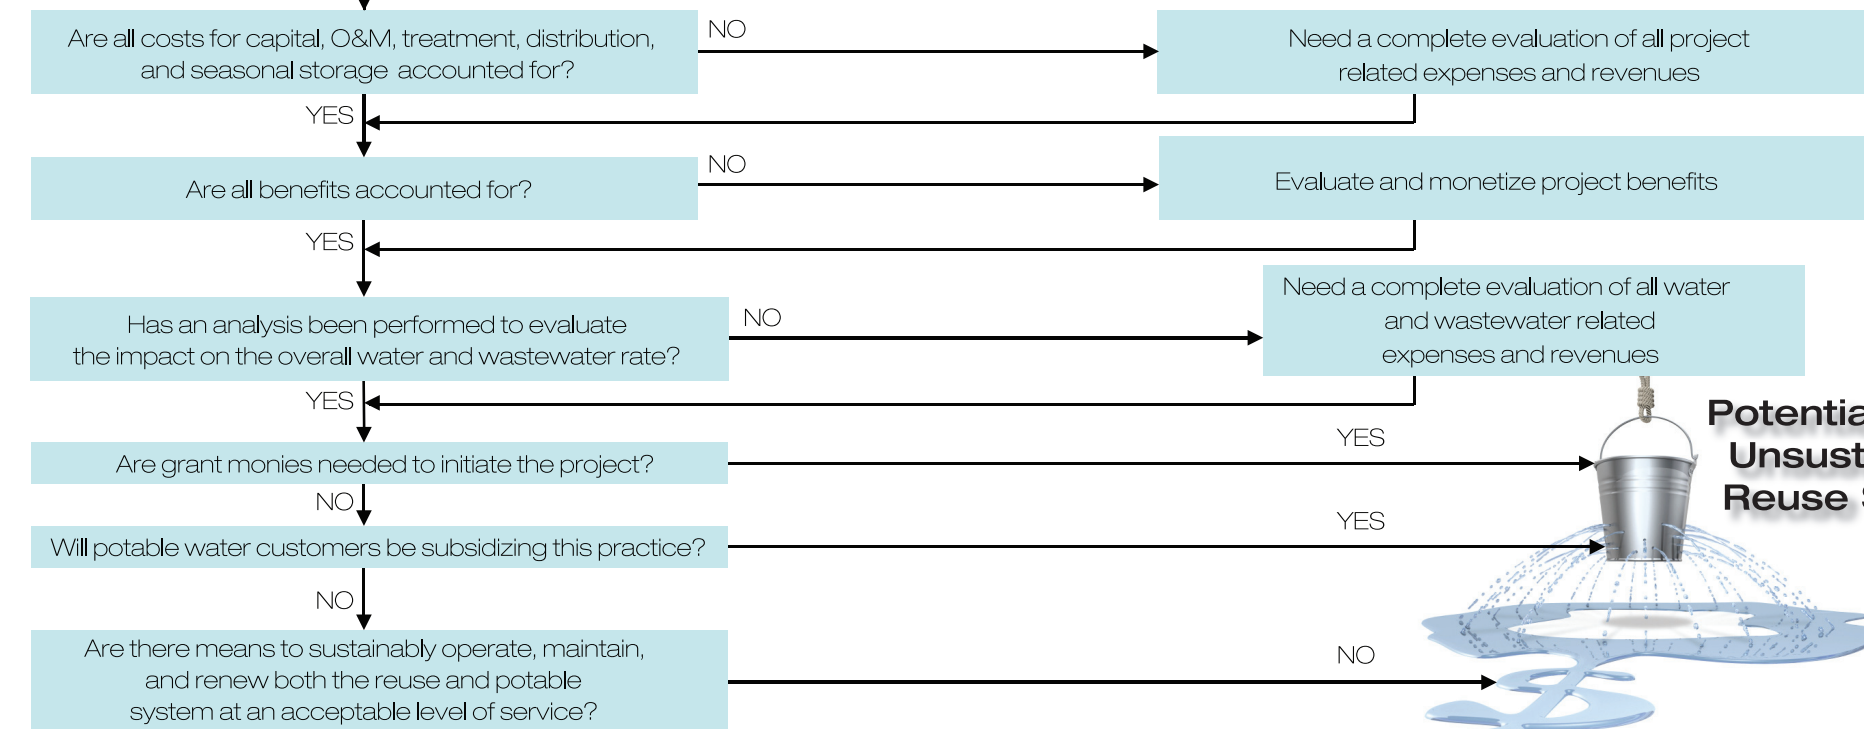 Are all costs for capital, O&M, treatment, distribution,
and seasonal storage accounted for?
NO
Need a complete evaluation of all project
related expenses and revenues
YES
Are all benefits accounted for?
NO
Evaluate and monetize project benefits
YES
Has an analysis been performed to evaluate
the impact on the overall water and wastewater rate?
NO
Need a complete evaluation of all water
and wastewater related
expenses and revenues
YES
Are grant monies needed to initiate the project?
YES
Potentia
Unsust
Reuse S
NO
Will potable water customers be subsidizing this practice?
YES
NO
Are there means to sustainably operate, maintain,
and renew both the reuse and potable
system at an acceptable level of service?
NO